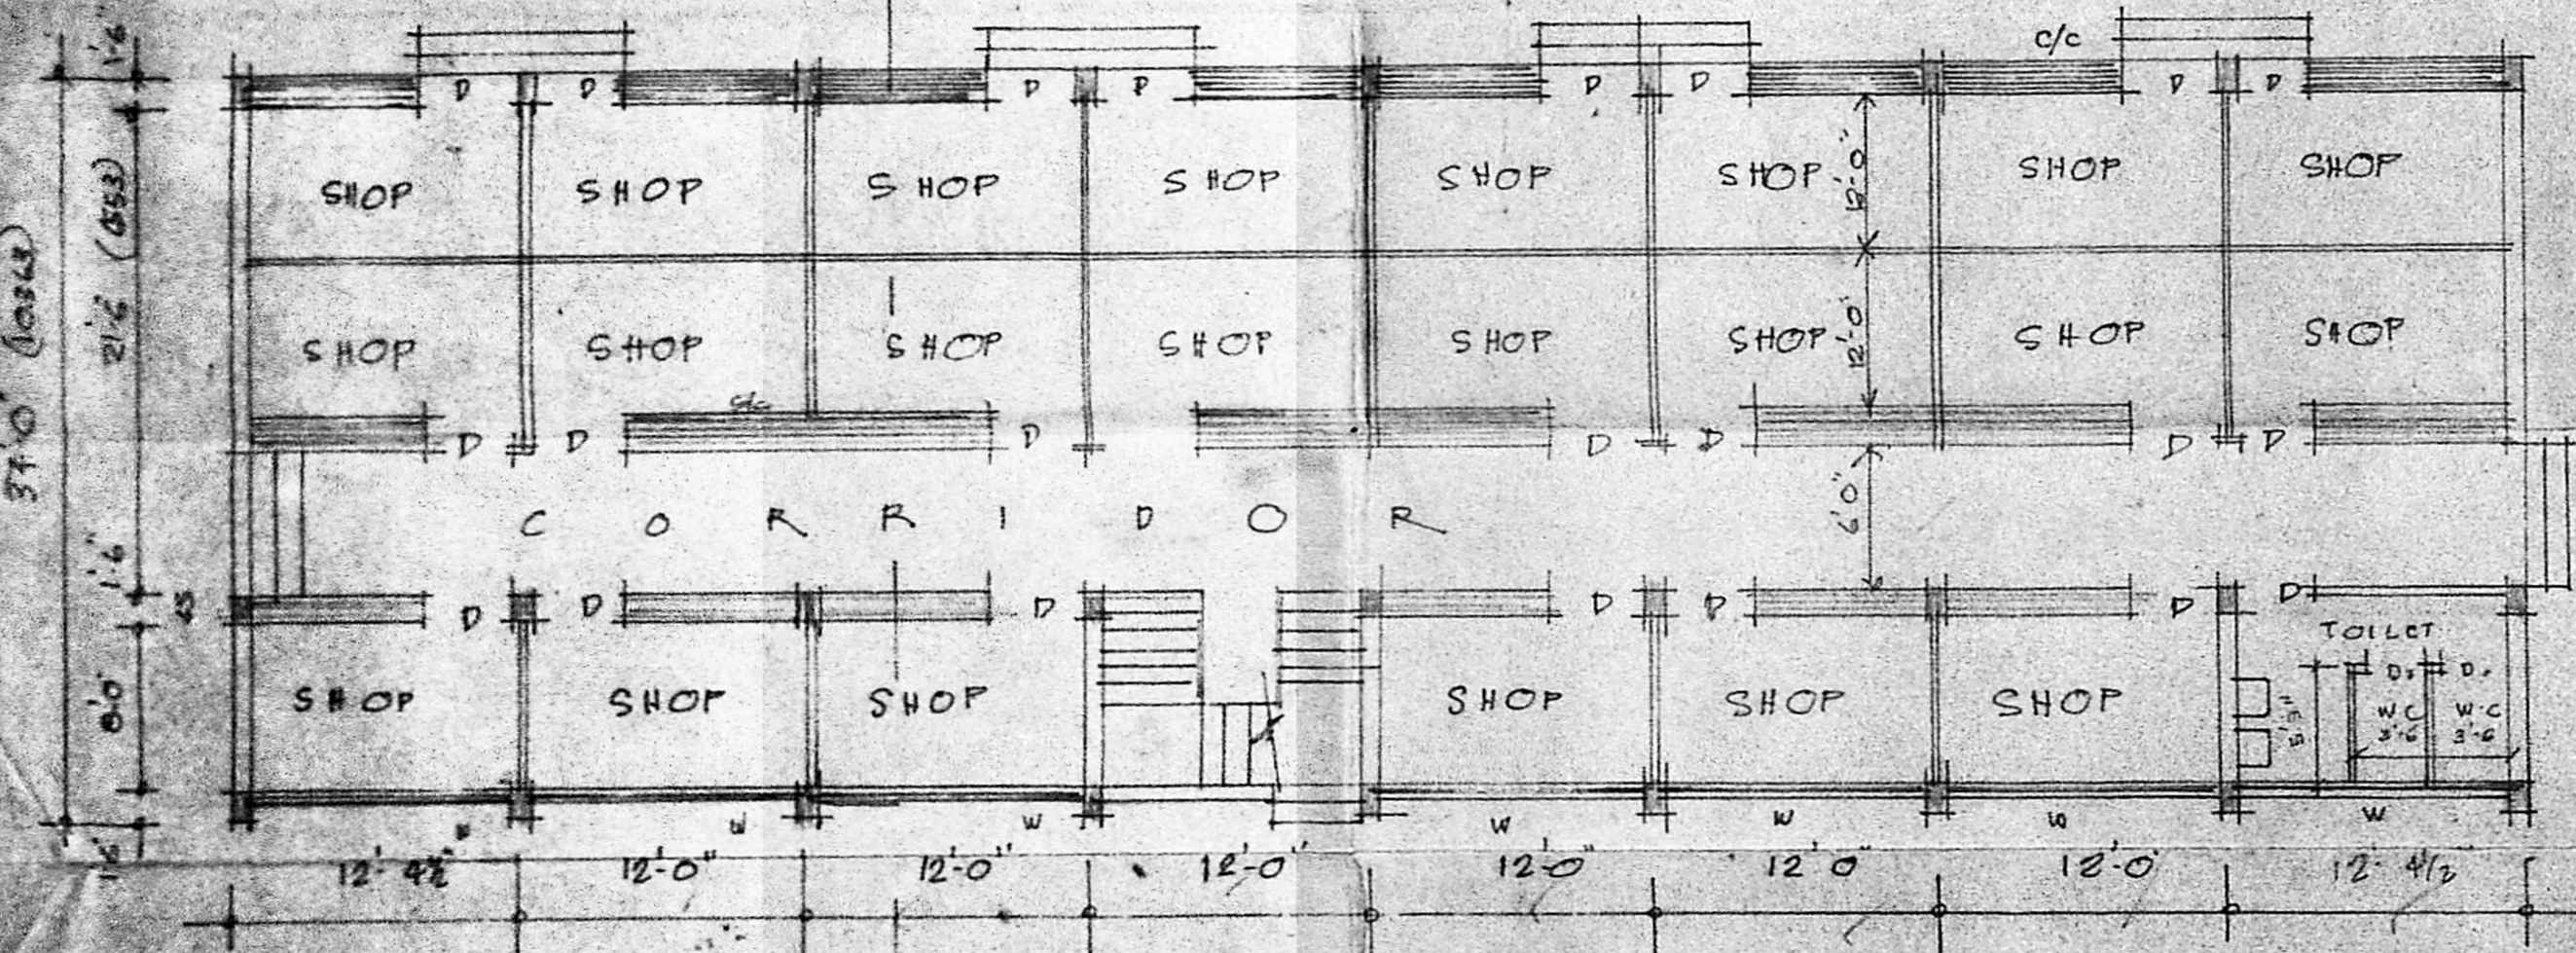 1'-6"
C/C
D D D D D D D D
SHOP SHOP SHOP SHOP SHOP SHOP SHOP SHOP
21'-6
12'-0
SHOP SHOP SHOP SHOP SHOP SHOP SHOP SHOP
37'-0" (10363)
D D D D D D D
6'0"
CORRIDOR
1'-6"
D D D D D D D
TOILET
D. D.
SHOP SHOP SHOP SHOP SHOP SHOP
W.C W.C
3'-6 3'-6
8'-0"
W W W W W W
12'-4½" 12'-0" 12'-0" 12'-0" 12'-0" 12'0" 12'-0 12'-4½